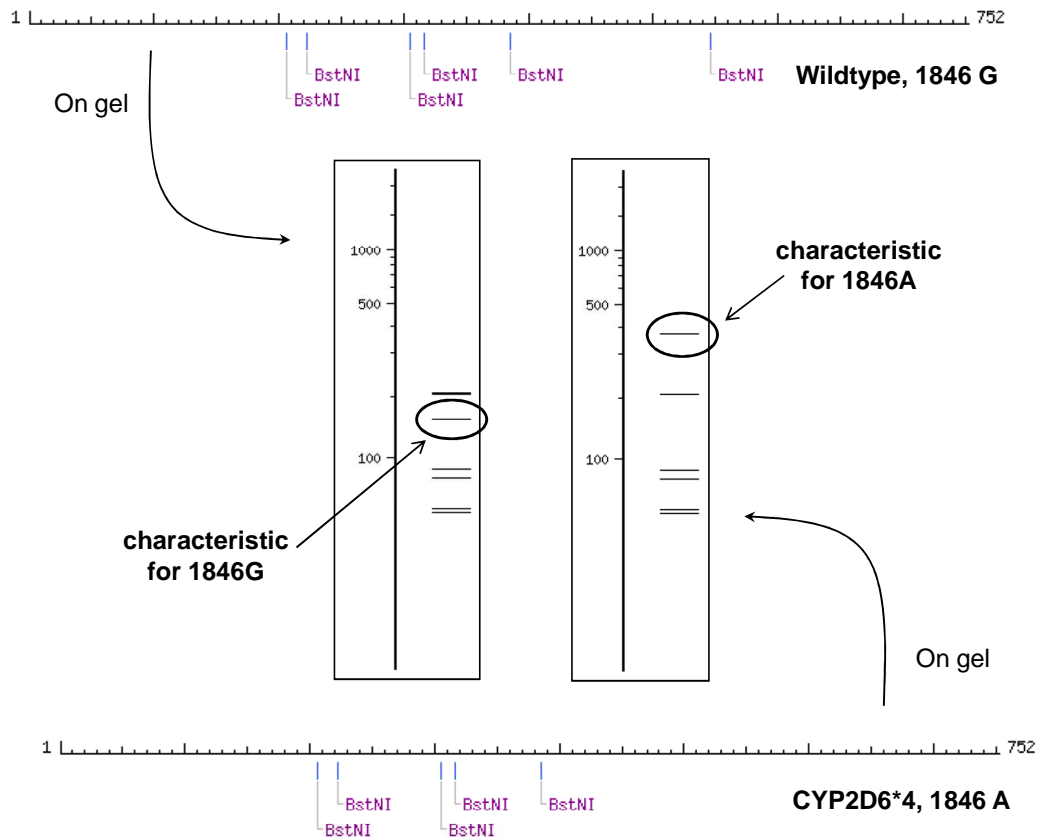 1 752
BstNI BstNI BstNI BstNI
BstNI BstNI
Wildtype, 1846 G
On gel
1000
500
100
characteristic
for 1846G
1000
500
100
characteristic
for 1846A
On gel
1 752
BstNI BstNI BstNI
BstNI BstNI
CYP2D6*4, 1846 A